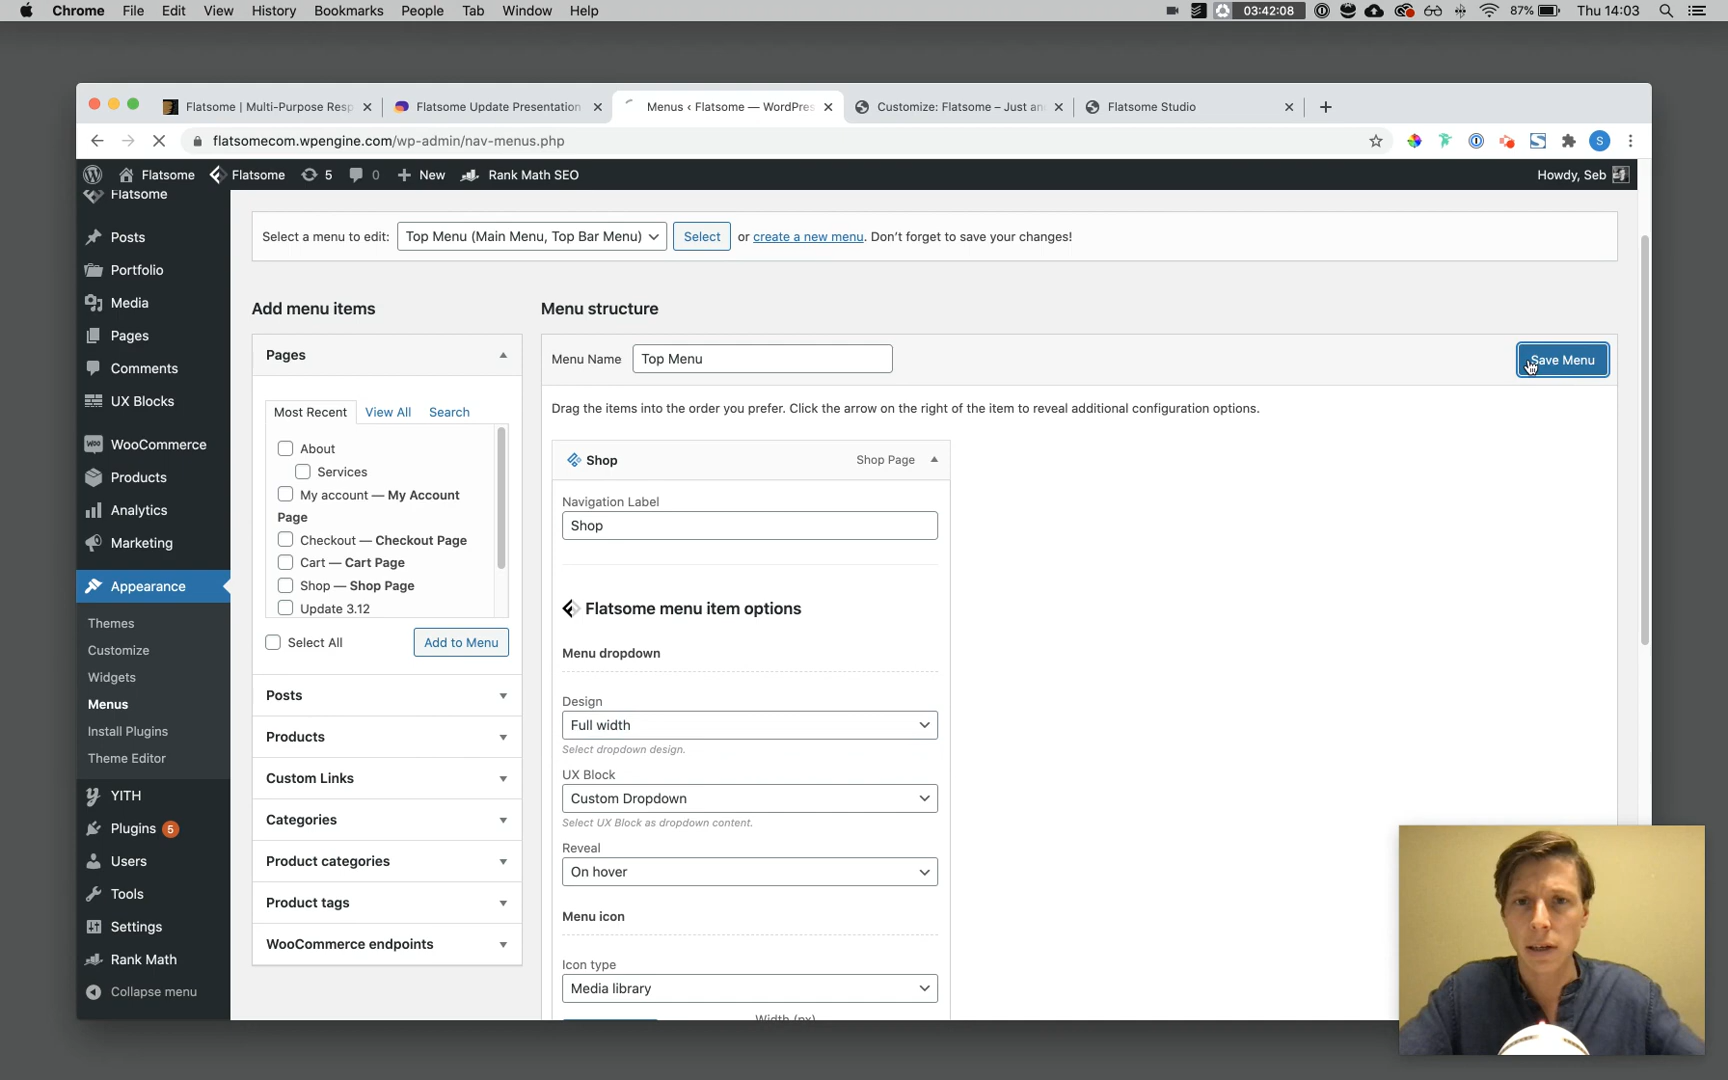 Chrome File Edit View History Bookmarks People Tab Window Help 03:42:08 87% Thu 14:03
Flatsome | Multi-Purpose Resp Flatsome Update Presentation Menus ‹ Flatsome — WordPres Customize: Flatsome – Just an Flatsome Studio
flatsomecom.wpengine.com/wp-admin/nav-menus.php S
Flatsome Flatsome 5 0 New Rank Math SEO Howdy, Seb
Flatsome
Posts
Portfolio
Media
Pages
Comments
UX Blocks
WooCommerce
Products
Analytics
Marketing
Appearance
Themes
Customize
Widgets
Menus
Install Plugins
Theme Editor
YITH
Plugins 5
Users
Tools
Settings
Rank Math
Collapse menu
Select a menu to edit: Top Menu (Main Menu, Top Bar Menu) Select or create a new menu. Don’t forget to save your changes!
Add menu items
Pages
Most Recent View All Search
About
Services
My account — My Account
Page
Checkout — Checkout Page
Cart — Cart Page
Shop — Shop Page
Update 3.12
Select All Add to Menu
Posts
Products
Custom Links
Categories
Product categories
Product tags
WooCommerce endpoints
Menu structure
Menu Name Top Menu Save Menu
Drag the items into the order you prefer. Click the arrow on the right of the item to reveal additional configuration options.
Shop Shop Page
Navigation Label
Shop
Flatsome menu item options
Menu dropdown
Design
Full width
Select dropdown design.
UX Block
Custom Dropdown
Select UX Block as dropdown content.
Reveal
On hover
Menu icon
Icon type
Media library
Width (px)